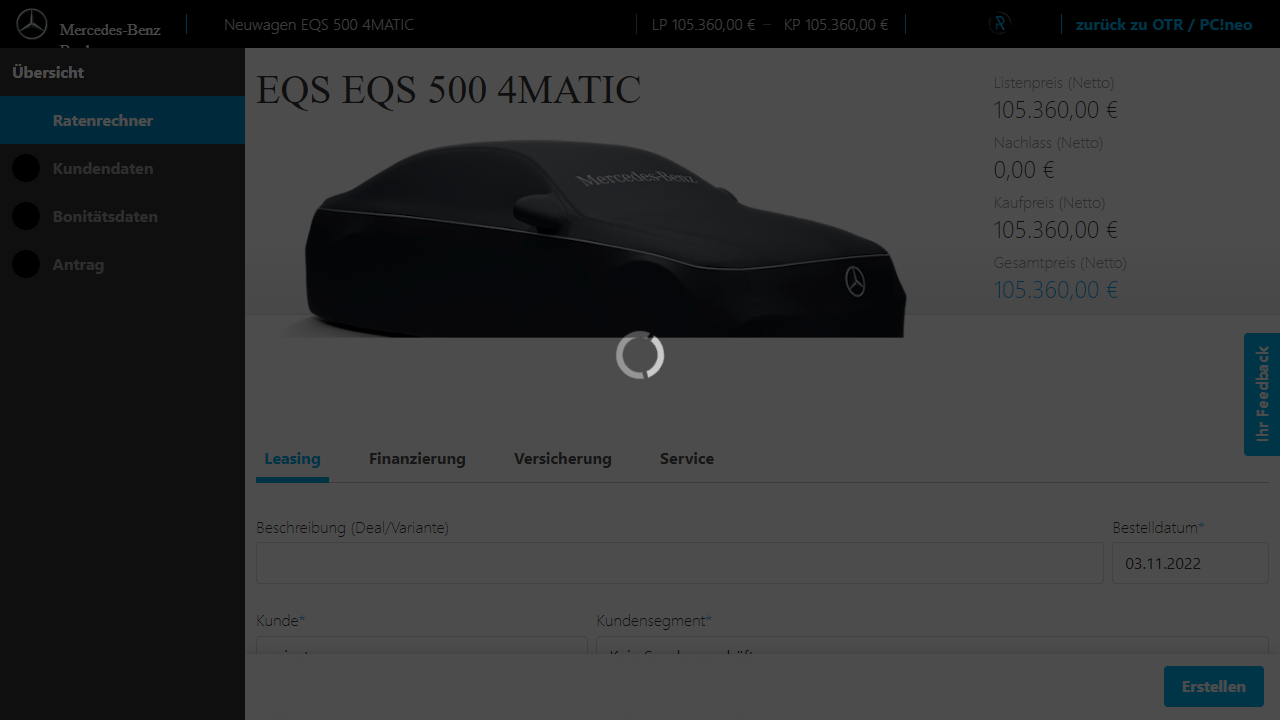 Mercedes-Benz
Neuwagen EQS 500 4MATIC
LP 105.360,00 € – KP 105.360,00 €
zurück zu OTR / PC!neo
Übersicht
Ratenrechner
Kundendaten
Bonitätsdaten
Antrag
EQS EQS 500 4MATIC
Mercedes-Benz
Listenpreis (Netto)
105.360,00 €
Nachlass (Netto)
0,00 €
Kaufpreis (Netto)
105.360,00 €
Gesamtpreis (Netto)
105.360,00 €
Ihr Feedback
Leasing Finanzierung Versicherung Service
Beschreibung (Deal/Variante)
Bestelldatum*
03.11.2022
Kunde*
Kundensegment*
Erstellen